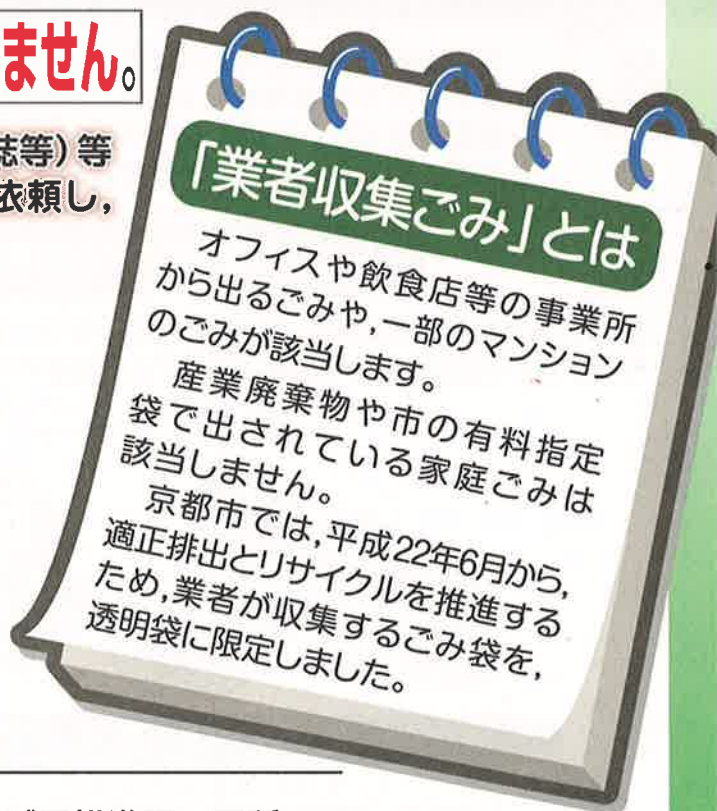 ません。
誌等)等
依頼し,
「業者収集ごみ」とは
オフィスや飲食店等の事業所
から出るごみや,一部のマンション
のごみが該当します。
産業廃棄物や市の有料指定
袋で出されている家庭ごみは
該当しません。
京都市では,平成22年6月から,
適正排出とリサイクルを推進する
ため,業者が収集するごみ袋を,
透明袋に限定しました。